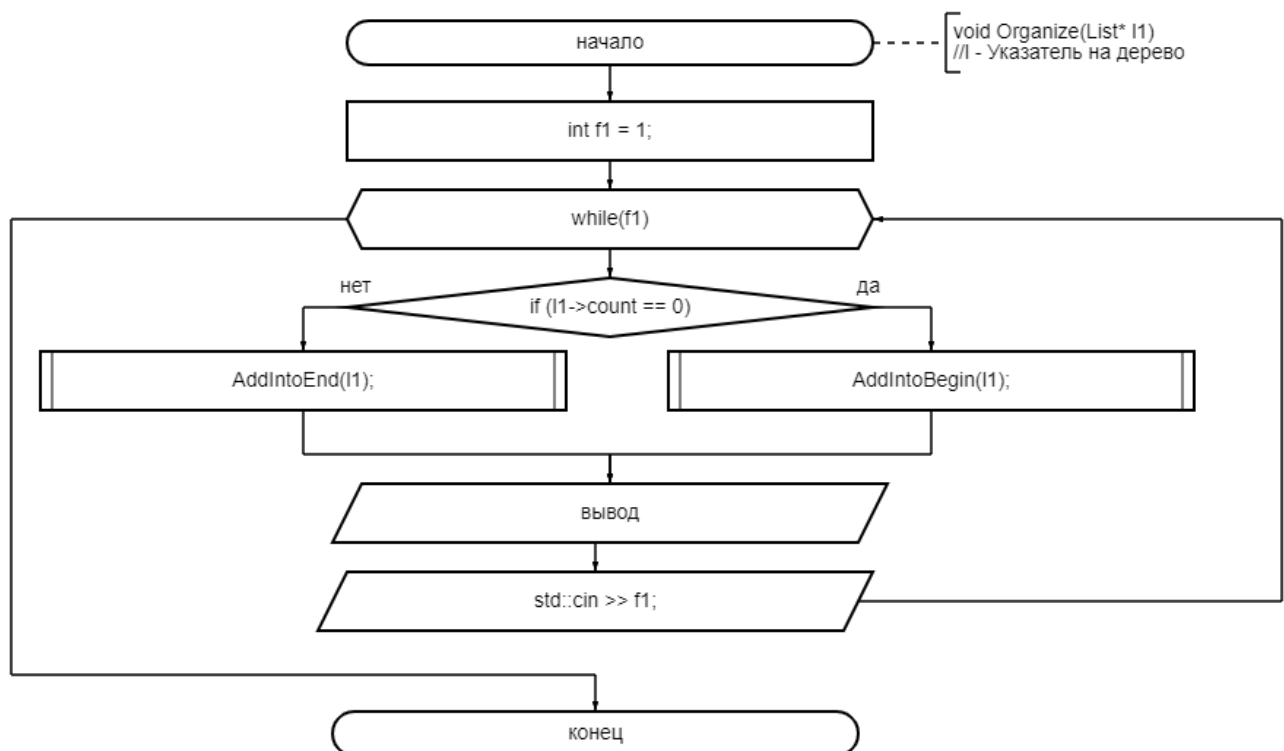 начало
void Organize(List* l1)
//l - Указатель на дерево
int f1 = 1;
while(f1)
нет
if (l1->count == 0)
да
AddIntoEnd(l1);
AddIntoBegin(l1);
вывод
std::cin >> f1;
конец